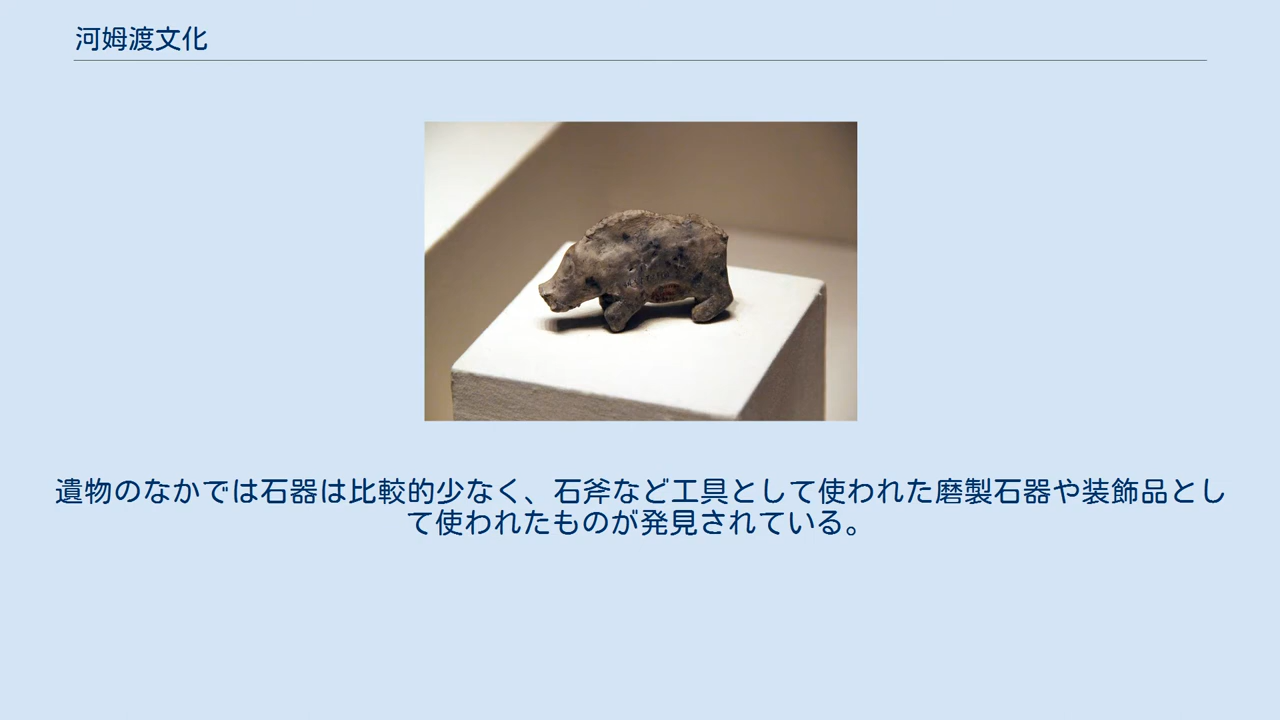 河姆渡文化
遺物のなかでは石器は比較的少なく、石斧など工具として使われた磨製石器や装飾品とし
て使われたものが発見されている。